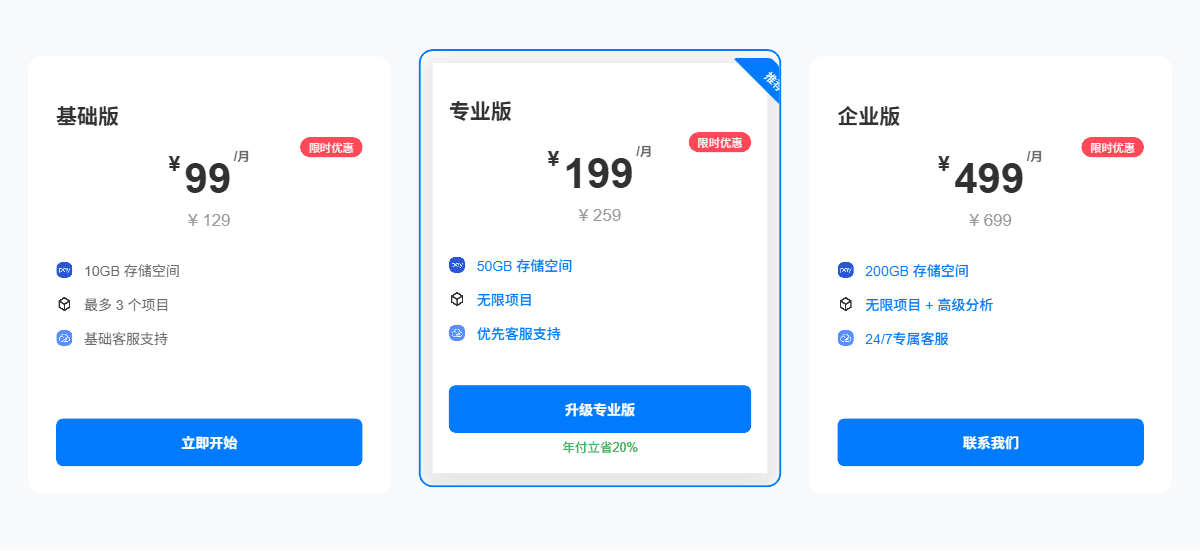 基础版
限时优惠
¥99/月
¥ 129
10GB 存储空间
最多 3 个项目
基础客服支持
立即开始
推荐
专业版
限时优惠
¥199/月
¥ 259
50GB 存储空间
无限项目
优先客服支持
升级专业版
年付立省20%
企业版
限时优惠
¥499/月
¥ 699
200GB 存储空间
无限项目 + 高级分析
24/7专属客服
联系我们